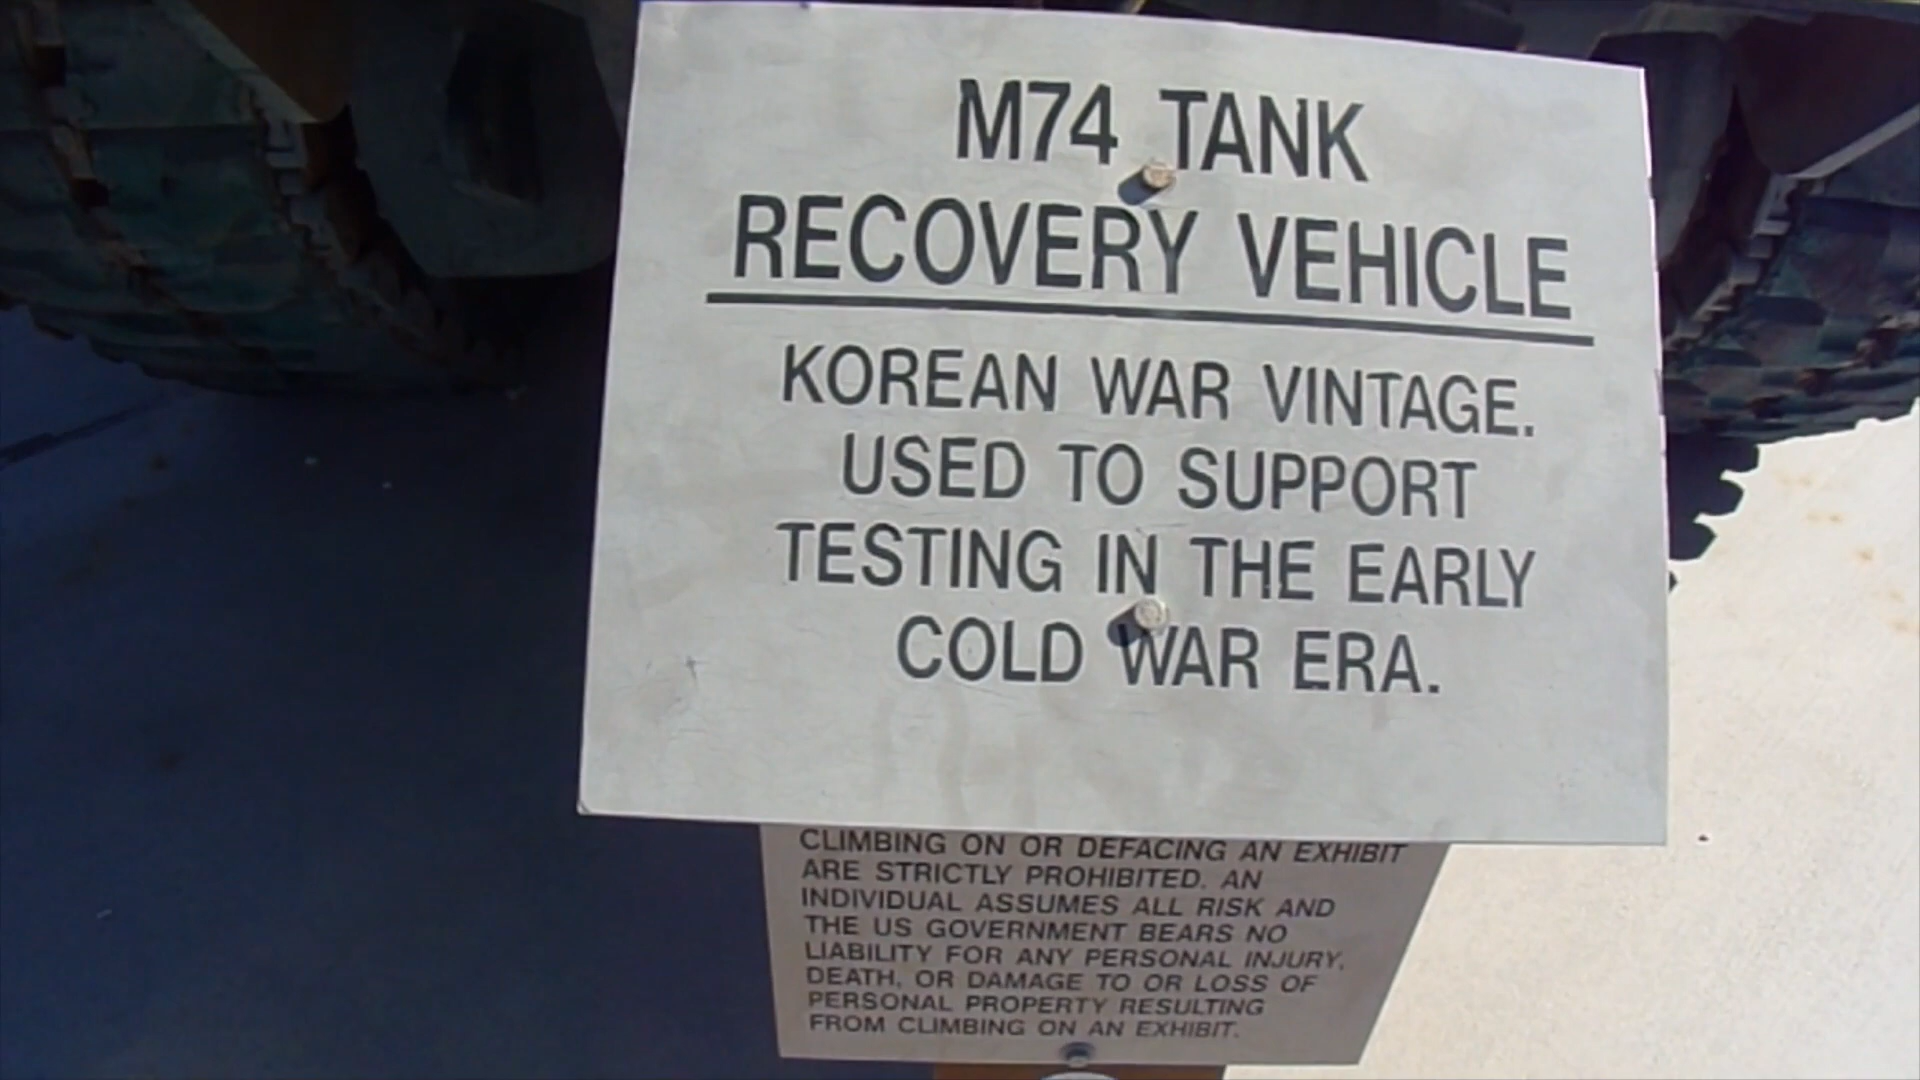 M74 TANK
RECOVERY VEHICLE
KOREAN WAR VINTAGE.
USED TO SUPPORT
TESTING IN THE EARLY
COLD WAR ERA.
CLIMBING ON OR DEFACING AN EXHIBIT
ARE STRICTLY PROHIBITED. AN
INDIVIDUAL ASSUMES ALL RISK AND
THE US GOVERNMENT BEARS NO
LIABILITY FOR ANY PERSONAL INJURY,
DEATH, OR DAMAGE TO OR LOSS OF
PERSONAL PROPERTY RESULTING
FROM CLIMBING ON AN EXHIBIT.